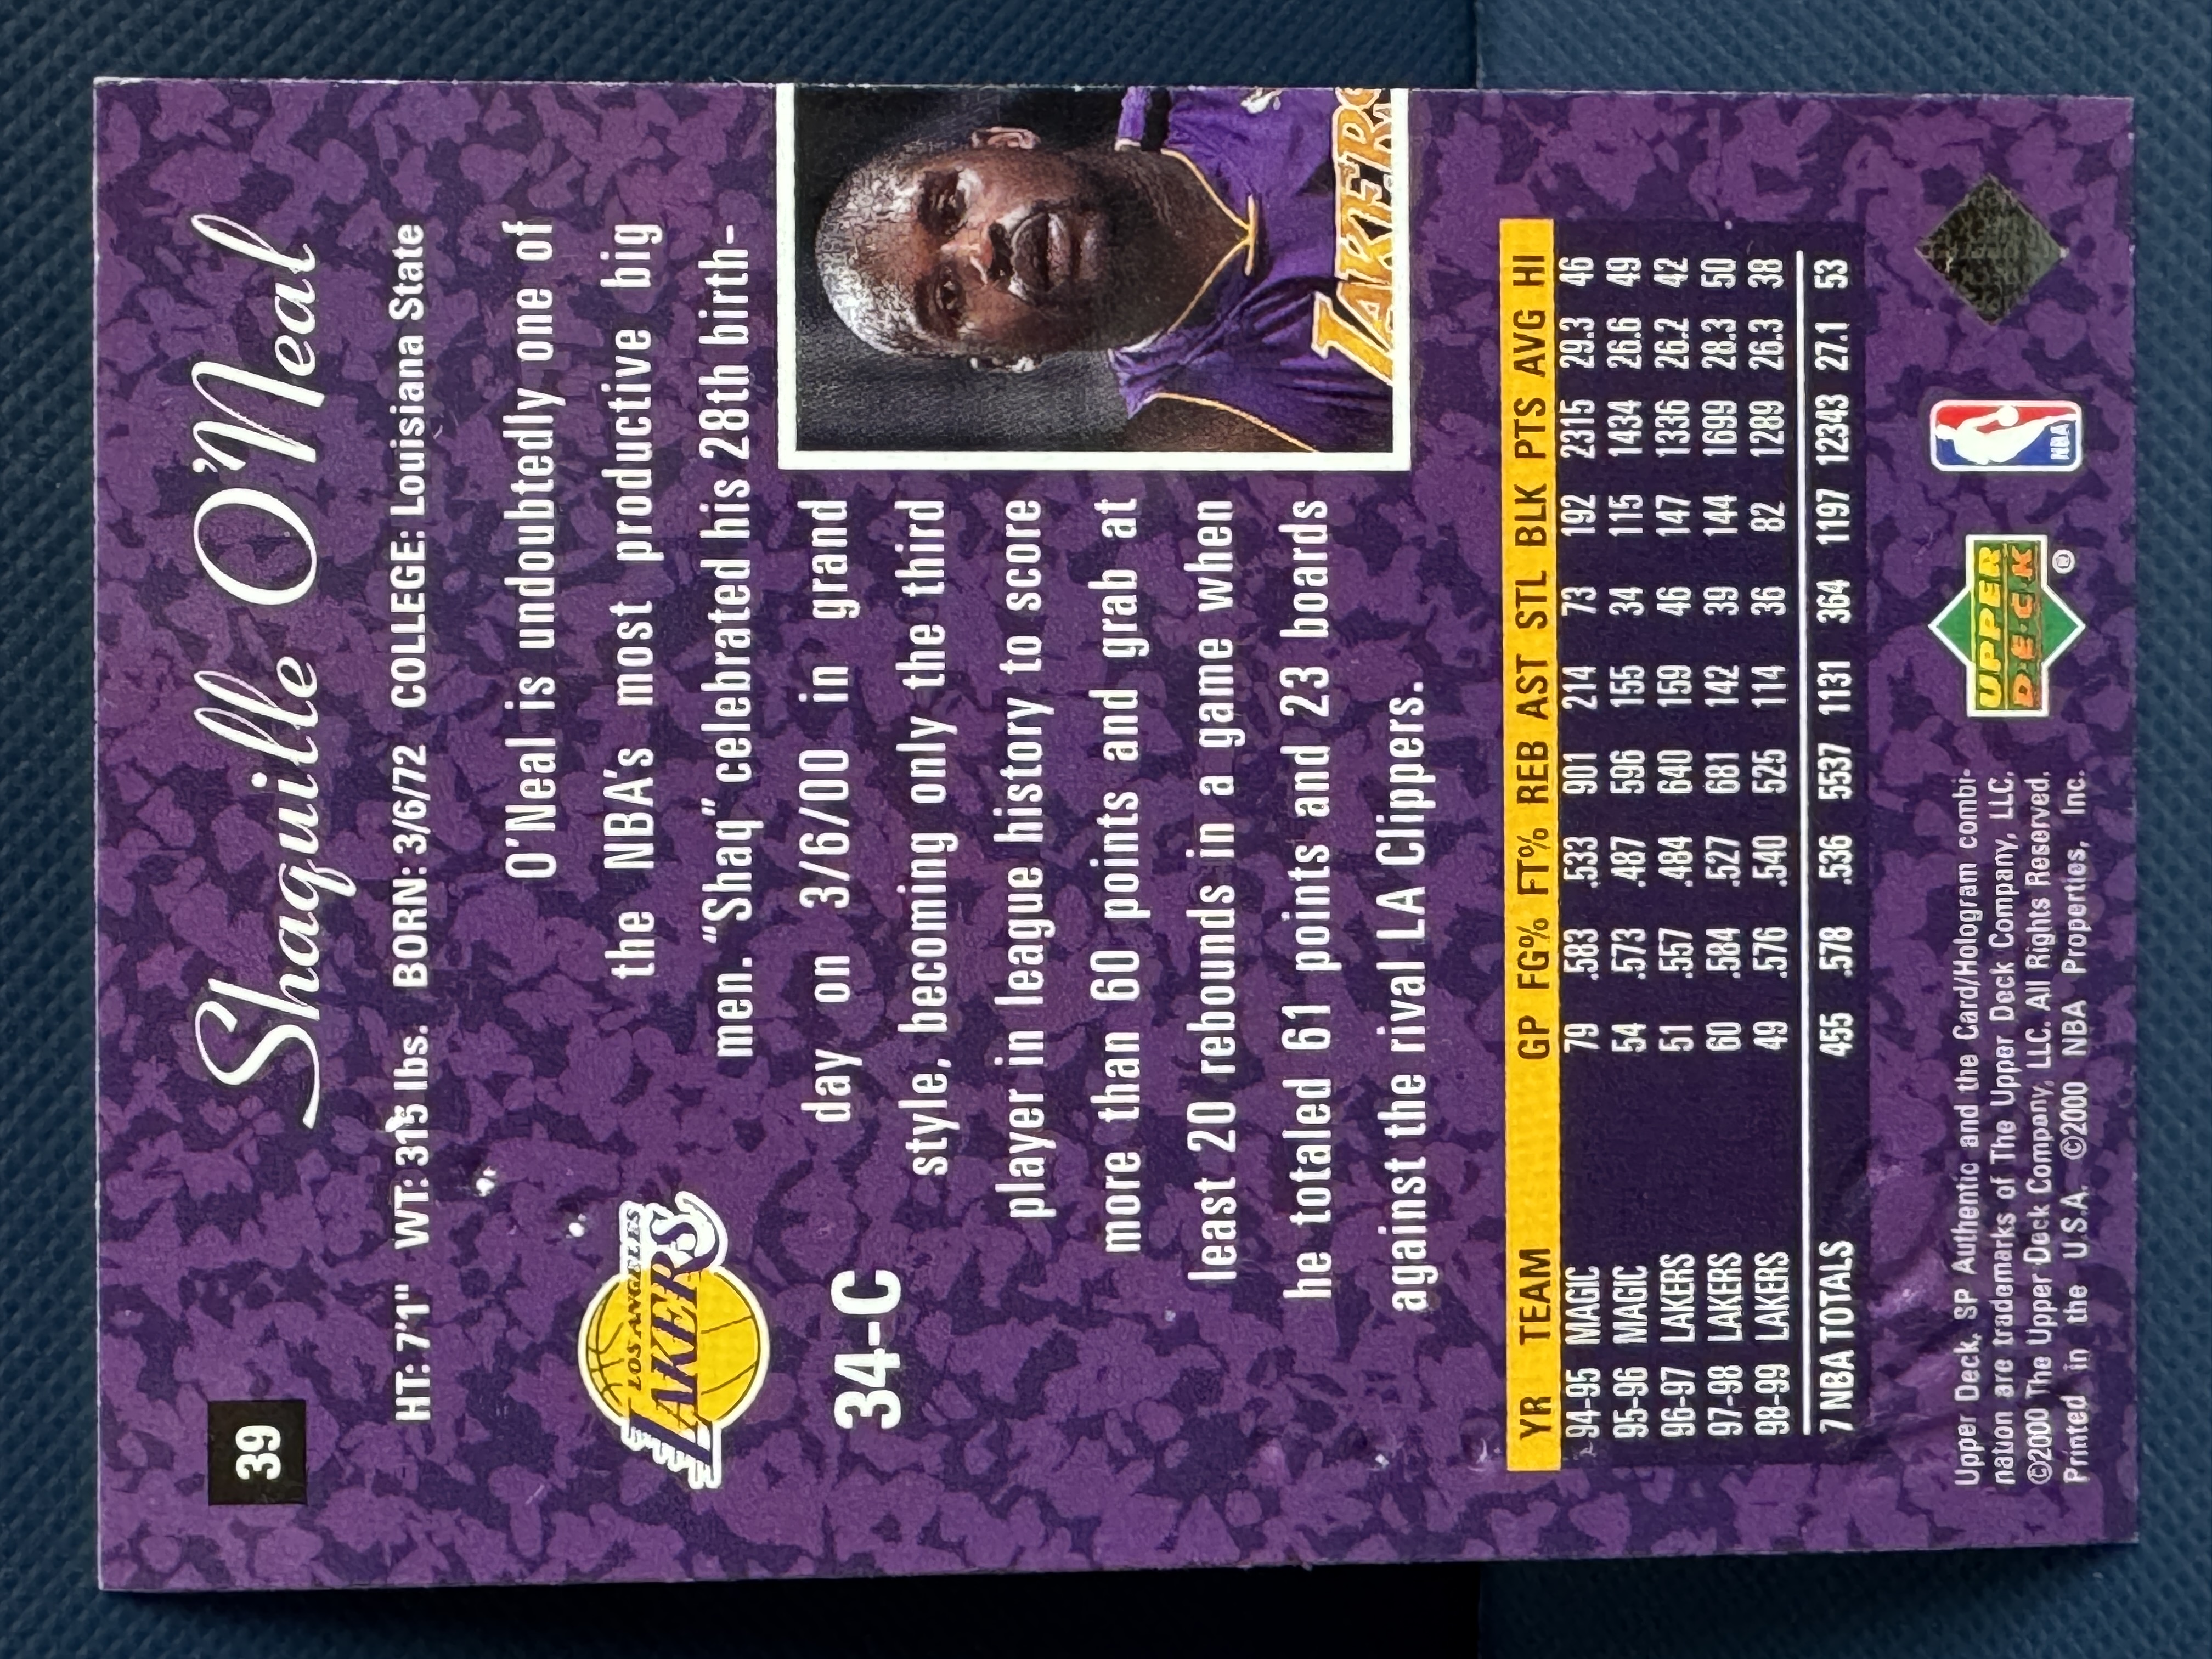 39
Shaquille O'Neal
HT: 7'1" WT: 315 lbs. BORN: 3/6/72 COLLEGE: Louisiana State
LOS ANGELES
LAKERS
34-C
O'Neal is undoubtedly one of
the NBA's most productive big
men. "Shaq" celebrated his 28th birth-
day on 3/6/00 in grand
style, becoming only the third
player in league history to score
more than 60 points and grab at
least 20 rebounds in a game when
he totaled 61 points and 23 boards
against the rival LA Clippers.
LAKERS
YR TEAM GP FG% FT% REB AST STL BLK PTS AVG HI
94-95 MAGIC 79 .583 .533 901 214 73 192 2315 29.3 46
95-96 MAGIC 54 .573 .487 596 155 34 115 1434 26.6 49
96-97 LAKERS 51 .557 .484 640 159 46 147 1336 26.2 42
97-98 LAKERS 60 .584 .527 681 142 39 144 1699 28.3 50
98-99 LAKERS 49 .576 .540 525 114 36 82 1289 26.3 38
7 NBA TOTALS 455 .578 .536 5537 1131 364 1197 12343 27.1 53
Upper Deck, SP Authentic and the Card/Hologram combi-
nation are trademarks of The Upper Deck Company, LLC.
©2000 The Upper Deck Company, LLC. All Rights Reserved.
Printed in the U.S.A. ©2000 NBA Properties, Inc.
UPPER
DECK
®
NBA